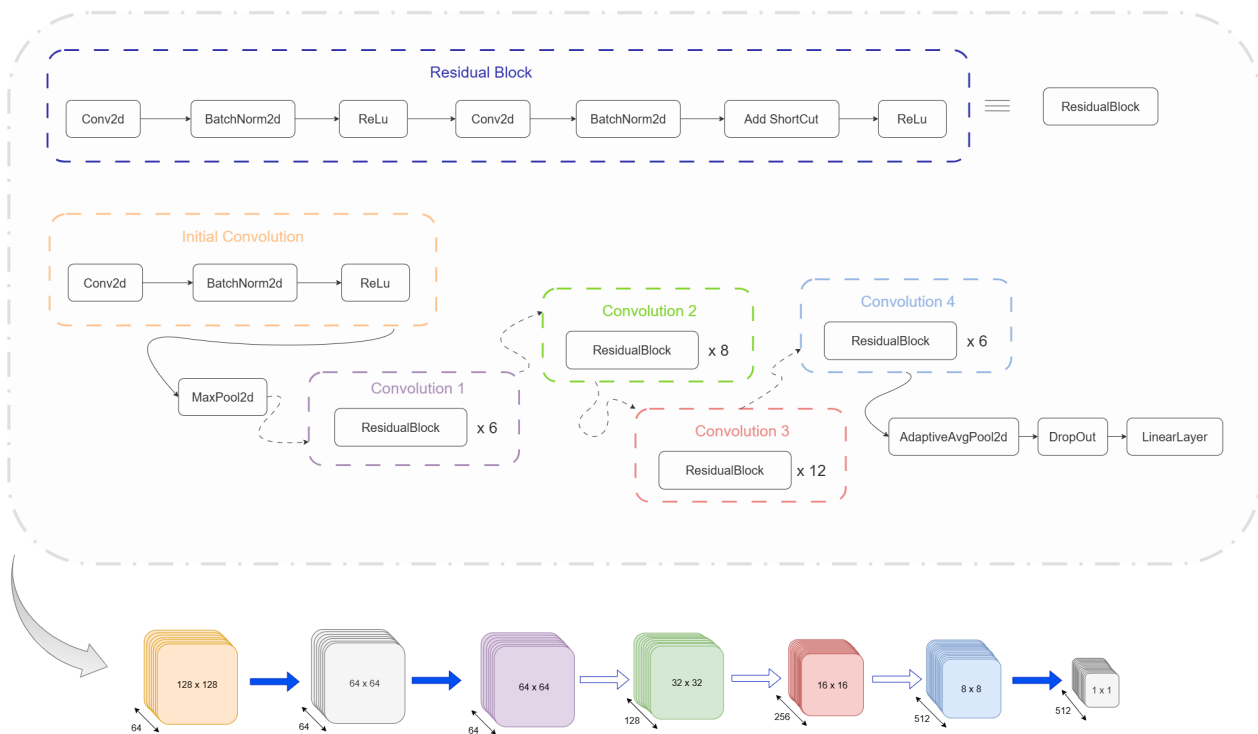 Residual Block
Conv2d
BatchNorm2d
ReLu
Conv2d
BatchNorm2d
Add ShortCut
ReLu
ResidualBlock
Initial Convolution
Conv2d
BatchNorm2d
ReLu
MaxPool2d
Convolution 1
ResidualBlock
x 6
Convolution 2
ResidualBlock
x 8
Convolution 3
ResidualBlock
x 12
Convolution 4
ResidualBlock
x 6
AdaptiveAvgPool2d
DropOut
LinearLayer
128 x 128
64
64 x 64
64
64 x 64
64
32 x 32
128
16 x 16
256
8 x 8
512
1 x 1
512